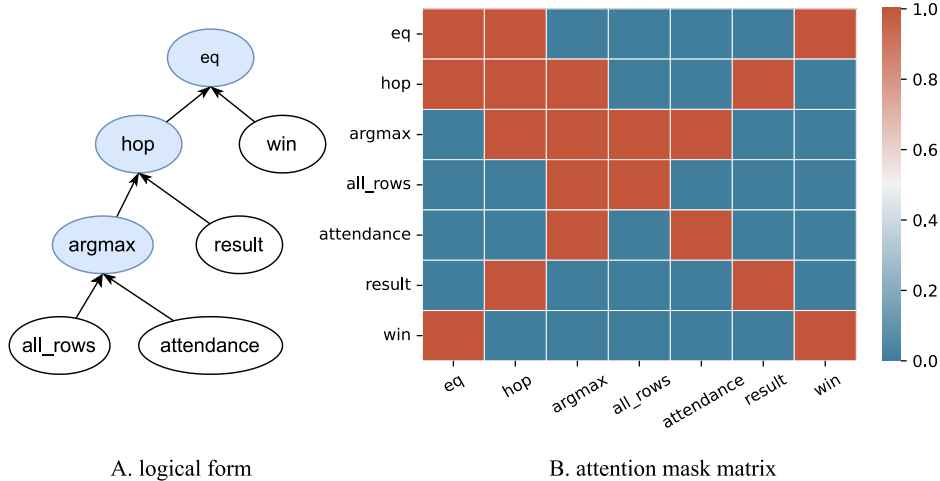 eq
hop
win
argmax
result
all_rows
attendance
A. logical form
eq
hop
argmax
all_rows
attendance
result
win
eq
hop
argmax
all_rows
attendance
result
win
1.0
0.8
0.6
0.4
0.2
0.0
B. attention mask matrix